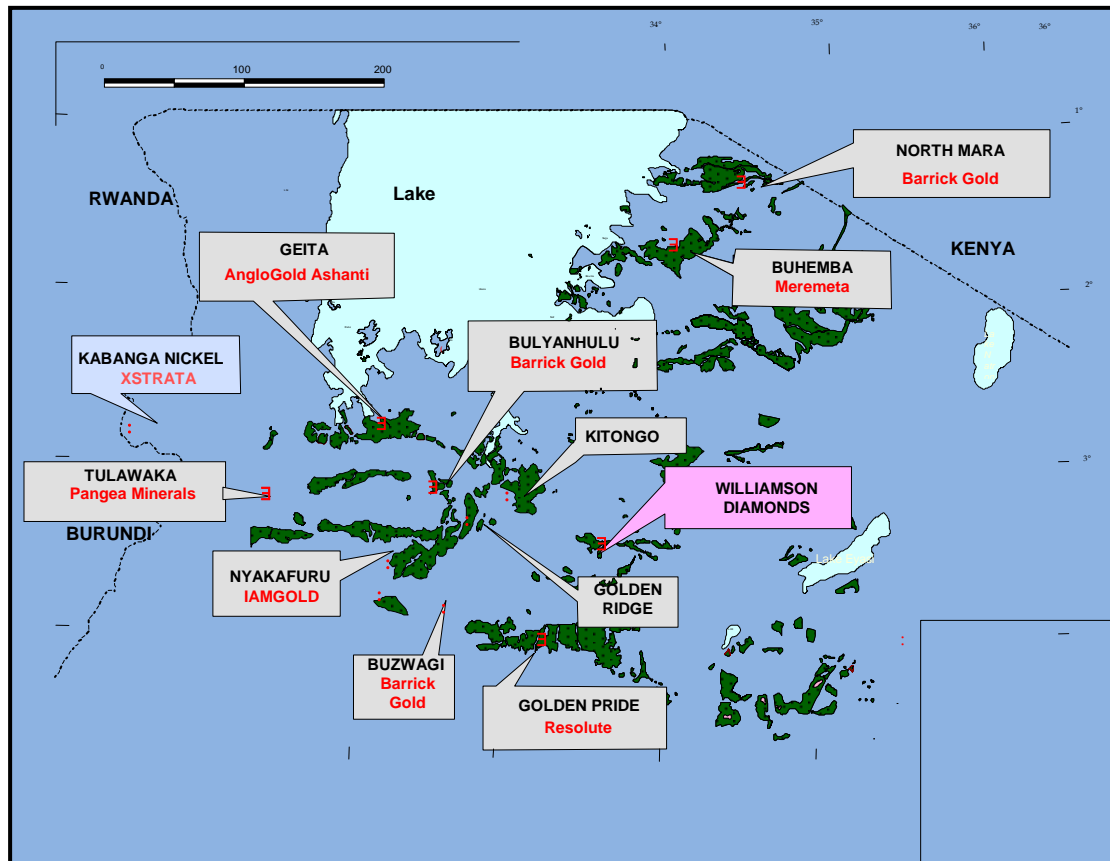 34°
35°
36°
36°
0
100
200
1°
NORTH MARA
Barrick Gold
RWANDA
Lake
KENYA
GEITA
AngloGold Ashanti
BUHEMBA
Meremeta
2°
BULYANHULU
Barrick Gold
KABANGA NICKEL
XSTRATA
KITONGO
3°
TULAWAKA
Pangea Minerals
WILLIAMSON
DIAMONDS
BURUNDI
NYAKAFURU
IAMGOLD
GOLDEN
RIDGE
BUZWAGI
Barrick
Gold
GOLDEN PRIDE
Resolute